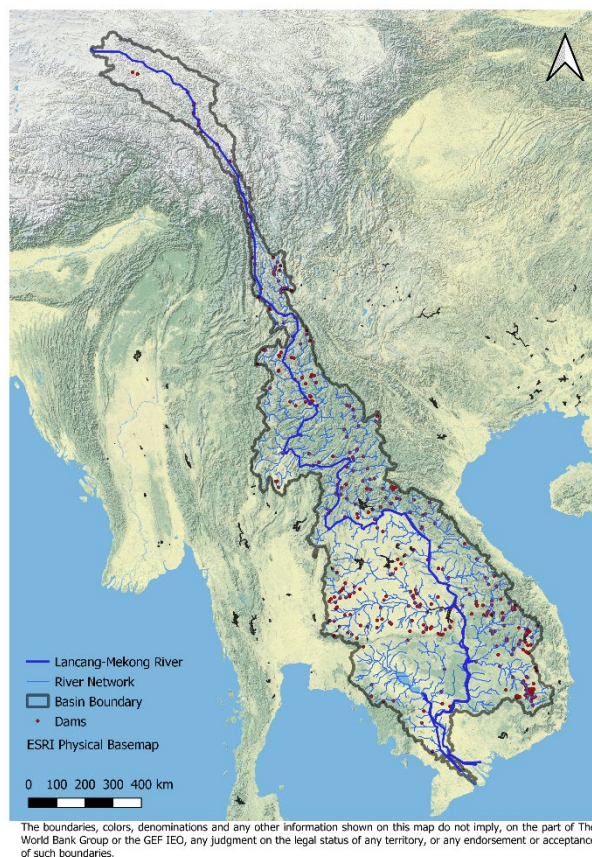 Lancang-Mekong River
River Network
Basin Boundary
Dams
ESRI Physical Basemap
0 100 200 300 400 km
The boundaries, colors, denominations and any other information shown on this map do not imply, on the part of The
World Bank Group or the GEF IEO, any judgment on the legal status of any territory, or any endorsement or acceptance
of such boundaries.